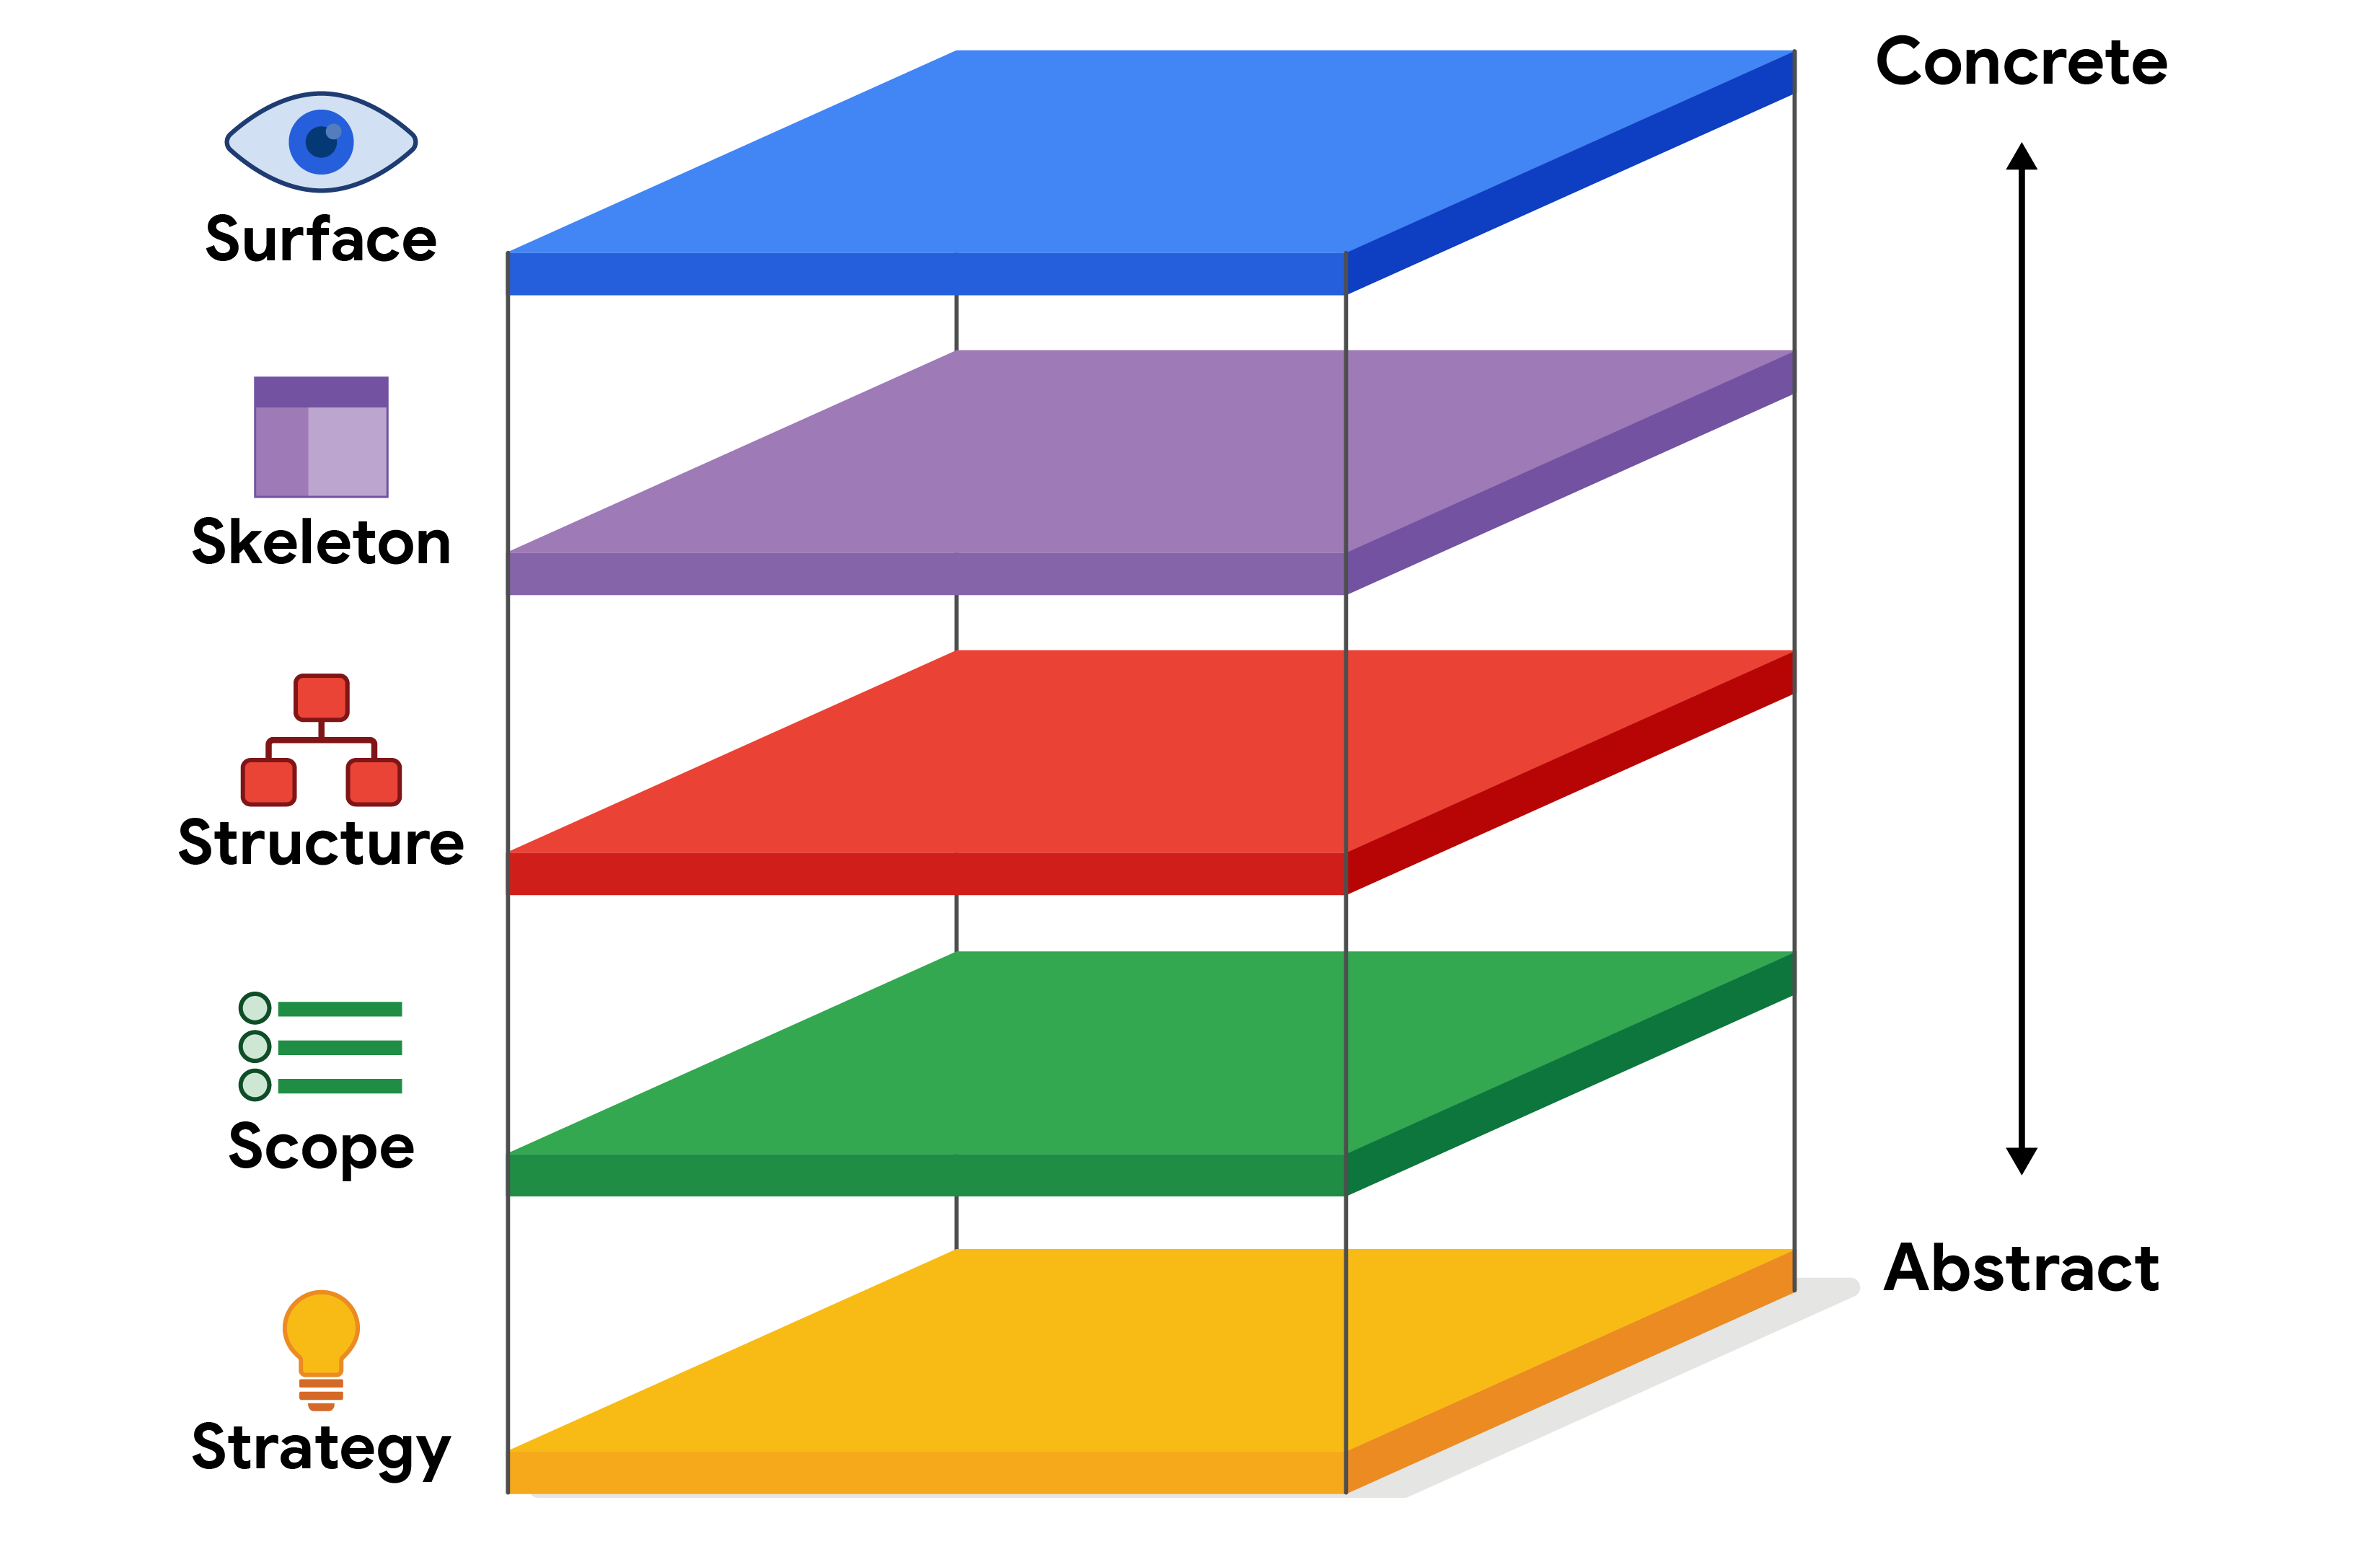 Concrete
Surface
Skeleton
Structure
Scope
Abstract
Strategy